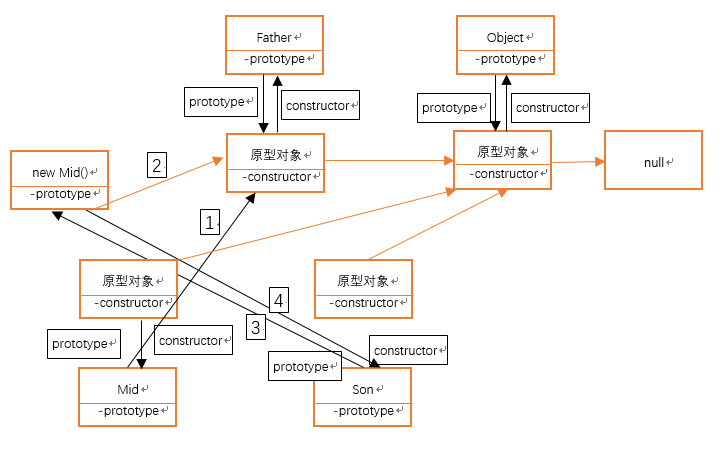 Father
-prototype
Object
-prototype
prototype
constructor
prototype
constructor
原型对象
-constructor
原型对象
-constructor
null
new Mid()
-prototype
2
1
原型对象
-constructor
原型对象
-constructor
4
3
prototype
constructor
constructor
prototype
Mid
-prototype
Son
-prototype